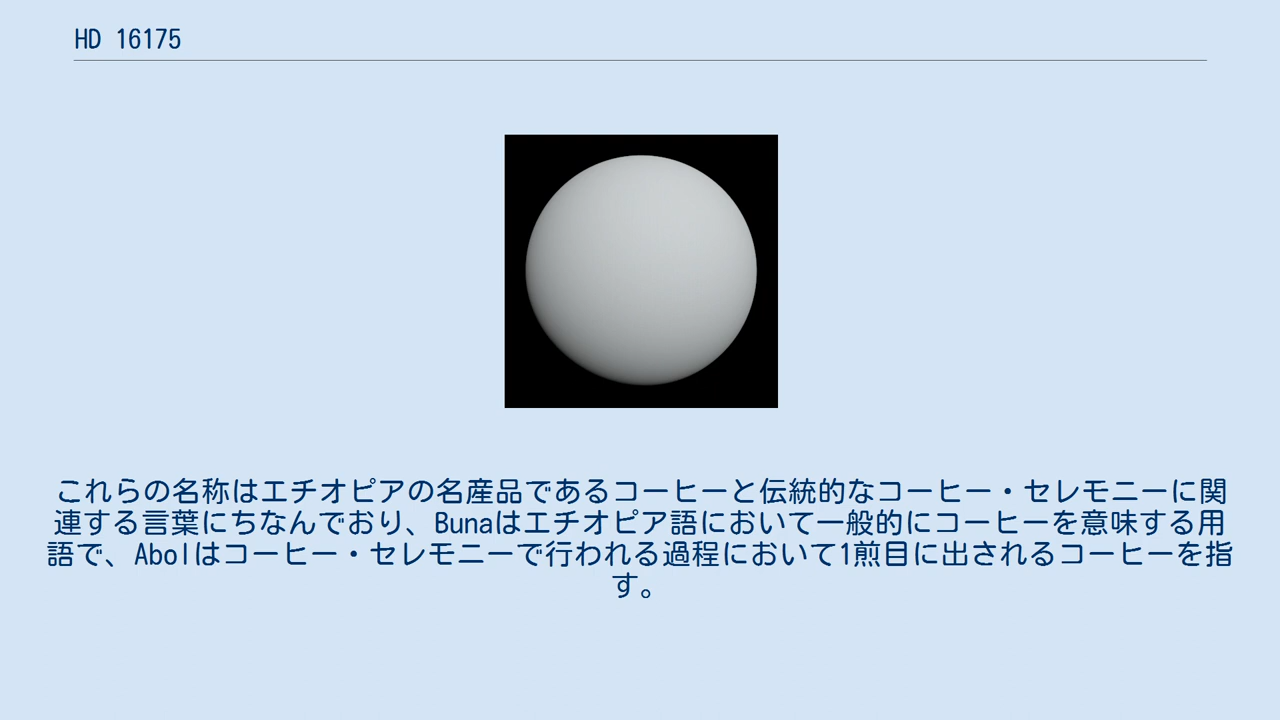 HD 16175
これらの名称はエチオピアの名産品であるコーヒーと伝統的なコーヒー・セレモニーに関
連する言葉にちなんでおり、Bunaはエチオピア語において一般的にコーヒーを意味する用
語で、Abolはコーヒー・セレモニーで行われる過程において1煎目に出されるコーヒーを指
す。